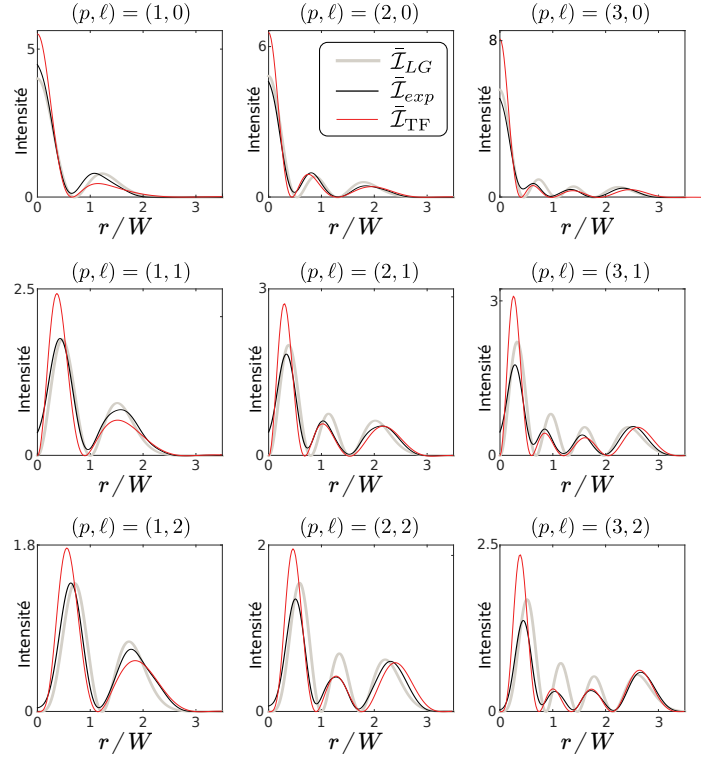 (p, ℓ) = (1, 0)
(p, ℓ) = (2, 0)
(p, ℓ) = (3, 0)
Intensité
5
0
0 1 2 3
r/W
Intensité
6
0
0 1 2 3
r/W
Ī_LG
Ī_exp
Ī_TF
Intensité
8
0
0 1 2 3
r/W
(p, ℓ) = (1, 1)
(p, ℓ) = (2, 1)
(p, ℓ) = (3, 1)
Intensité
2.5
0
0 1 2 3
r/W
Intensité
3
0
0 1 2 3
r/W
Intensité
3
0
0 1 2 3
r/W
(p, ℓ) = (1, 2)
(p, ℓ) = (2, 2)
(p, ℓ) = (3, 2)
Intensité
1.8
0
0 1 2 3
r/W
Intensité
2
0
0 1 2 3
r/W
Intensité
2.5
0
0 1 2 3
r/W